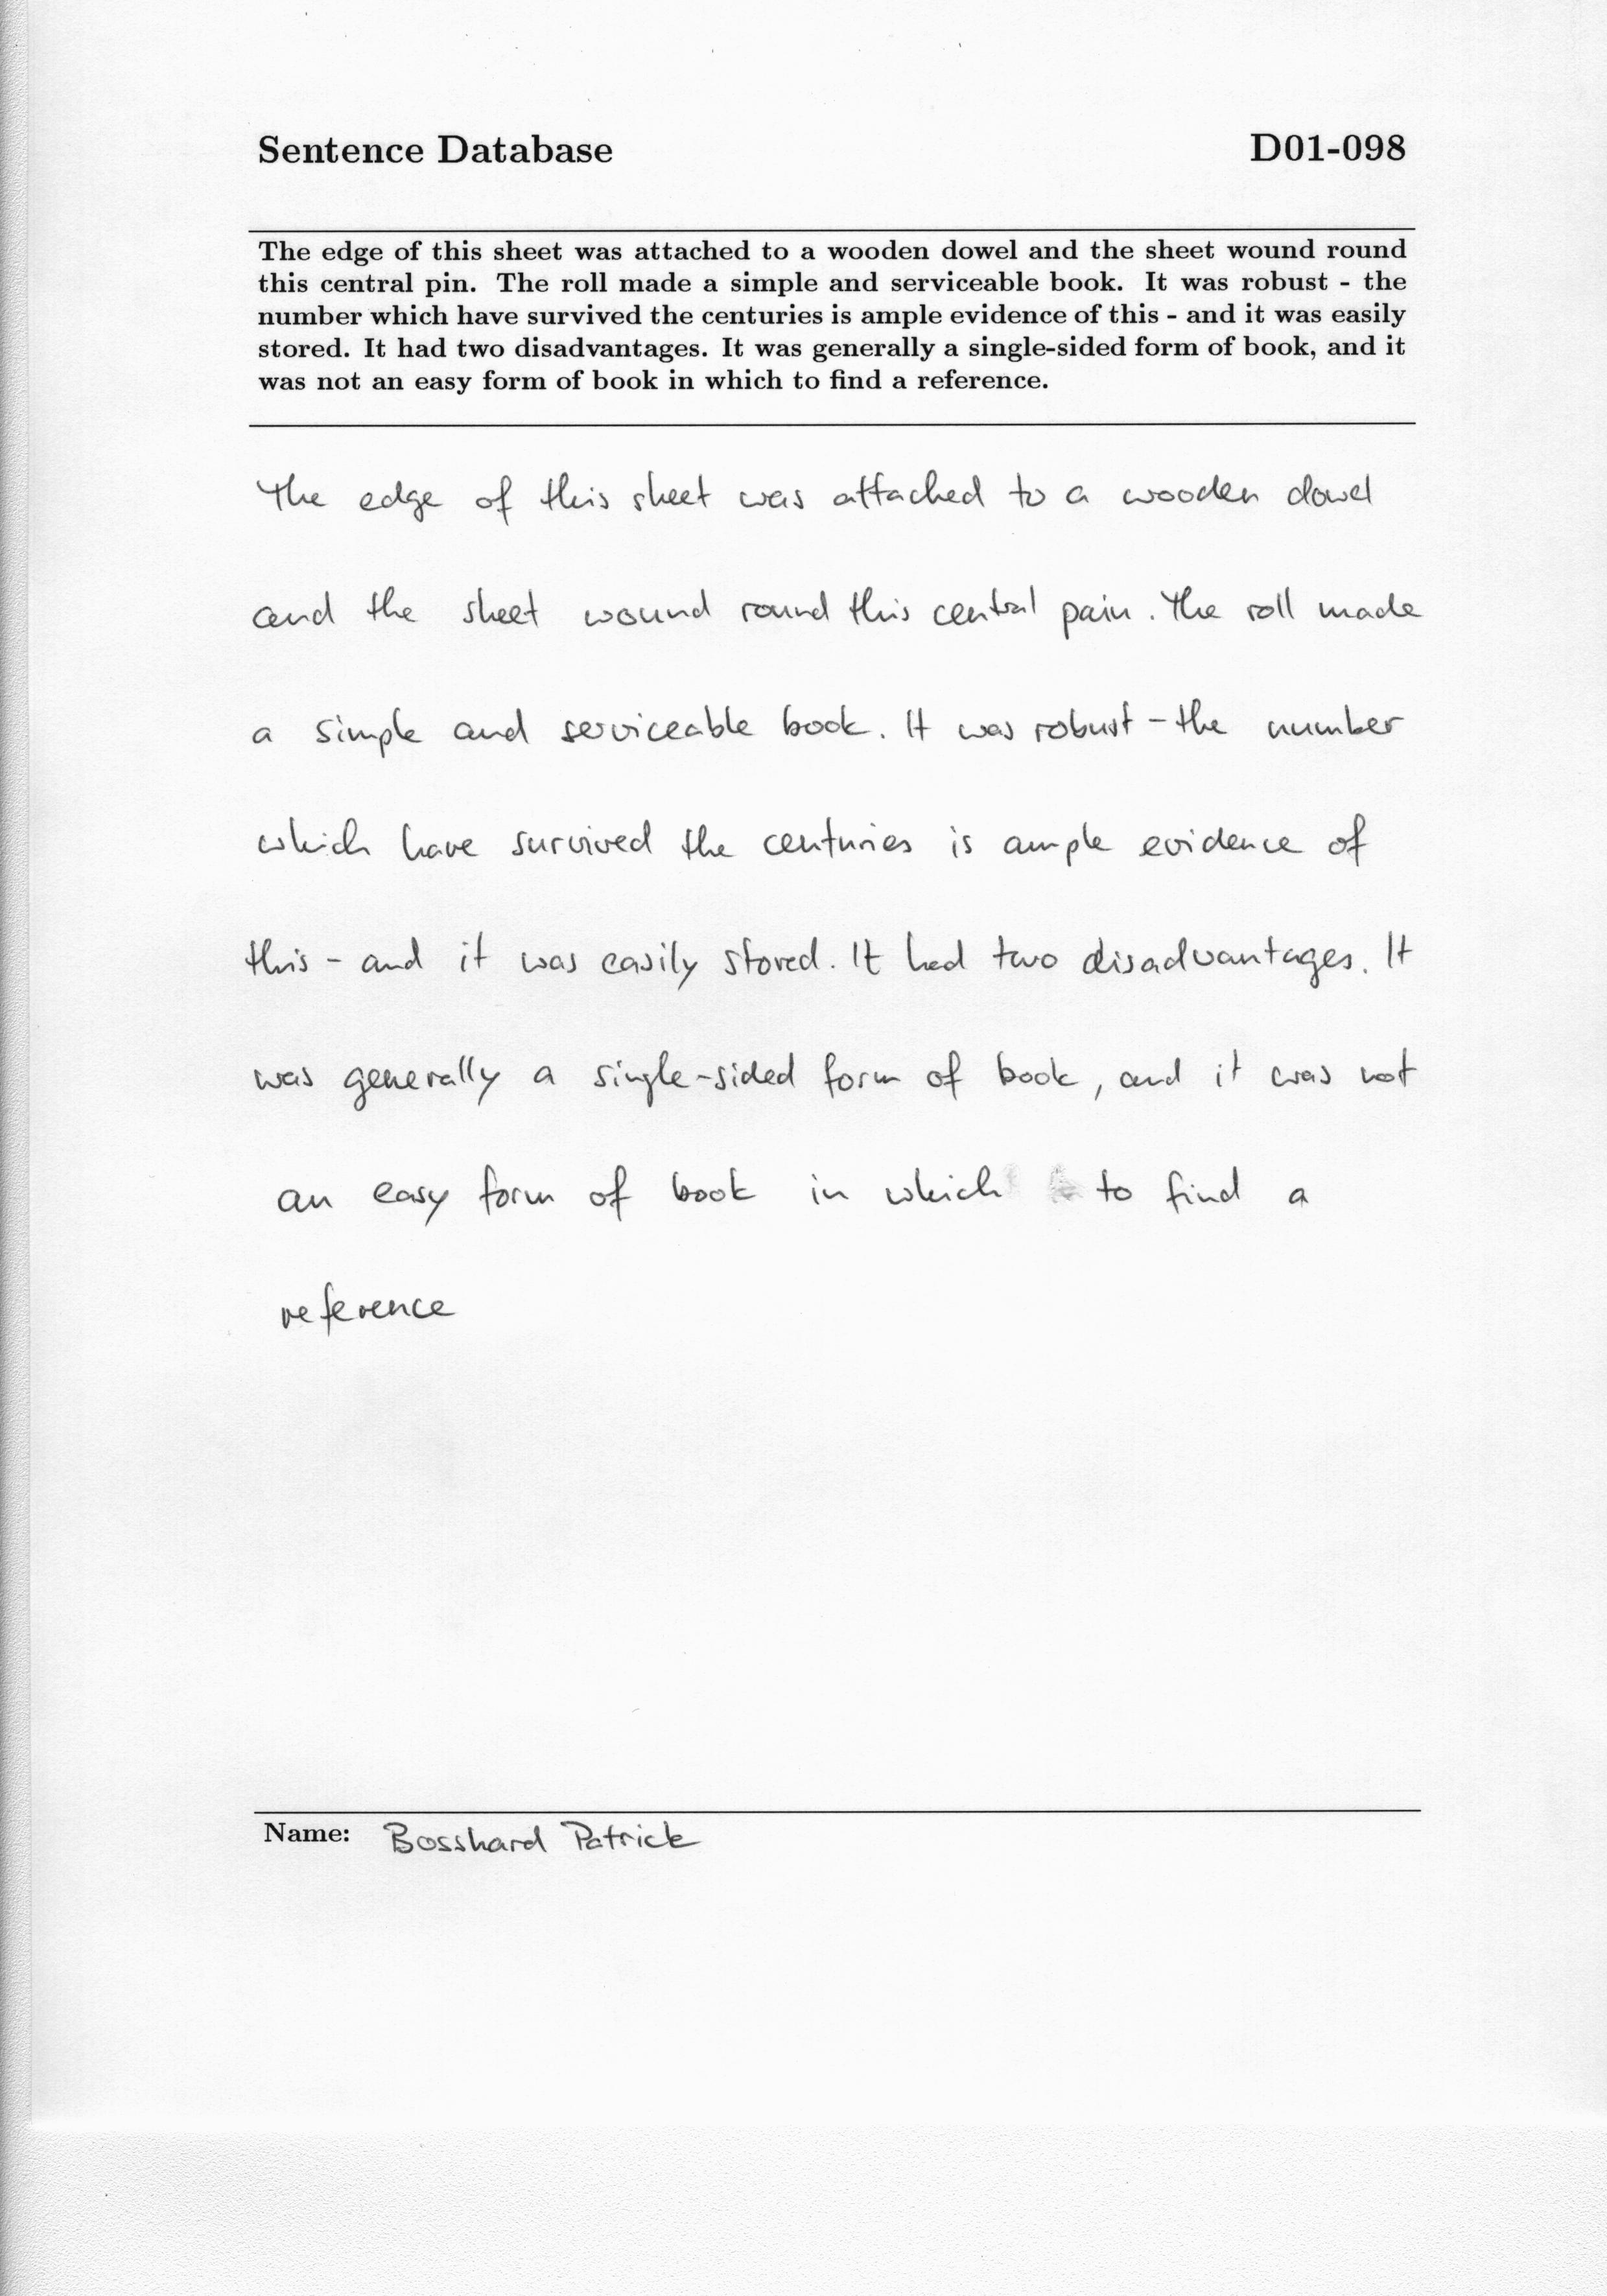 Sentence Database D01-098
The edge of this sheet was attached to a wooden dowel and the sheet wound round
this central pin. The roll made a simple and serviceable book. It was robust - the
number which have survived the centuries is ample evidence of this - and it was easily
stored. It had two disadvantages. It was generally a single-sided form of book, and it
was not an easy form of book in which to find a reference.
The edge of this sheet was attached to a wooden dowel
and the sheet wound round this central pain. The roll made
a simple and serviceable book. It was robust - the number
which have survived the centuries is ample evidence of
this - and it was easily stored. It had two disadvantages. It
was generally a single-sided form of book, and it was not
an easy form of book in which to find a
reference
Name: Bosshard Patrick